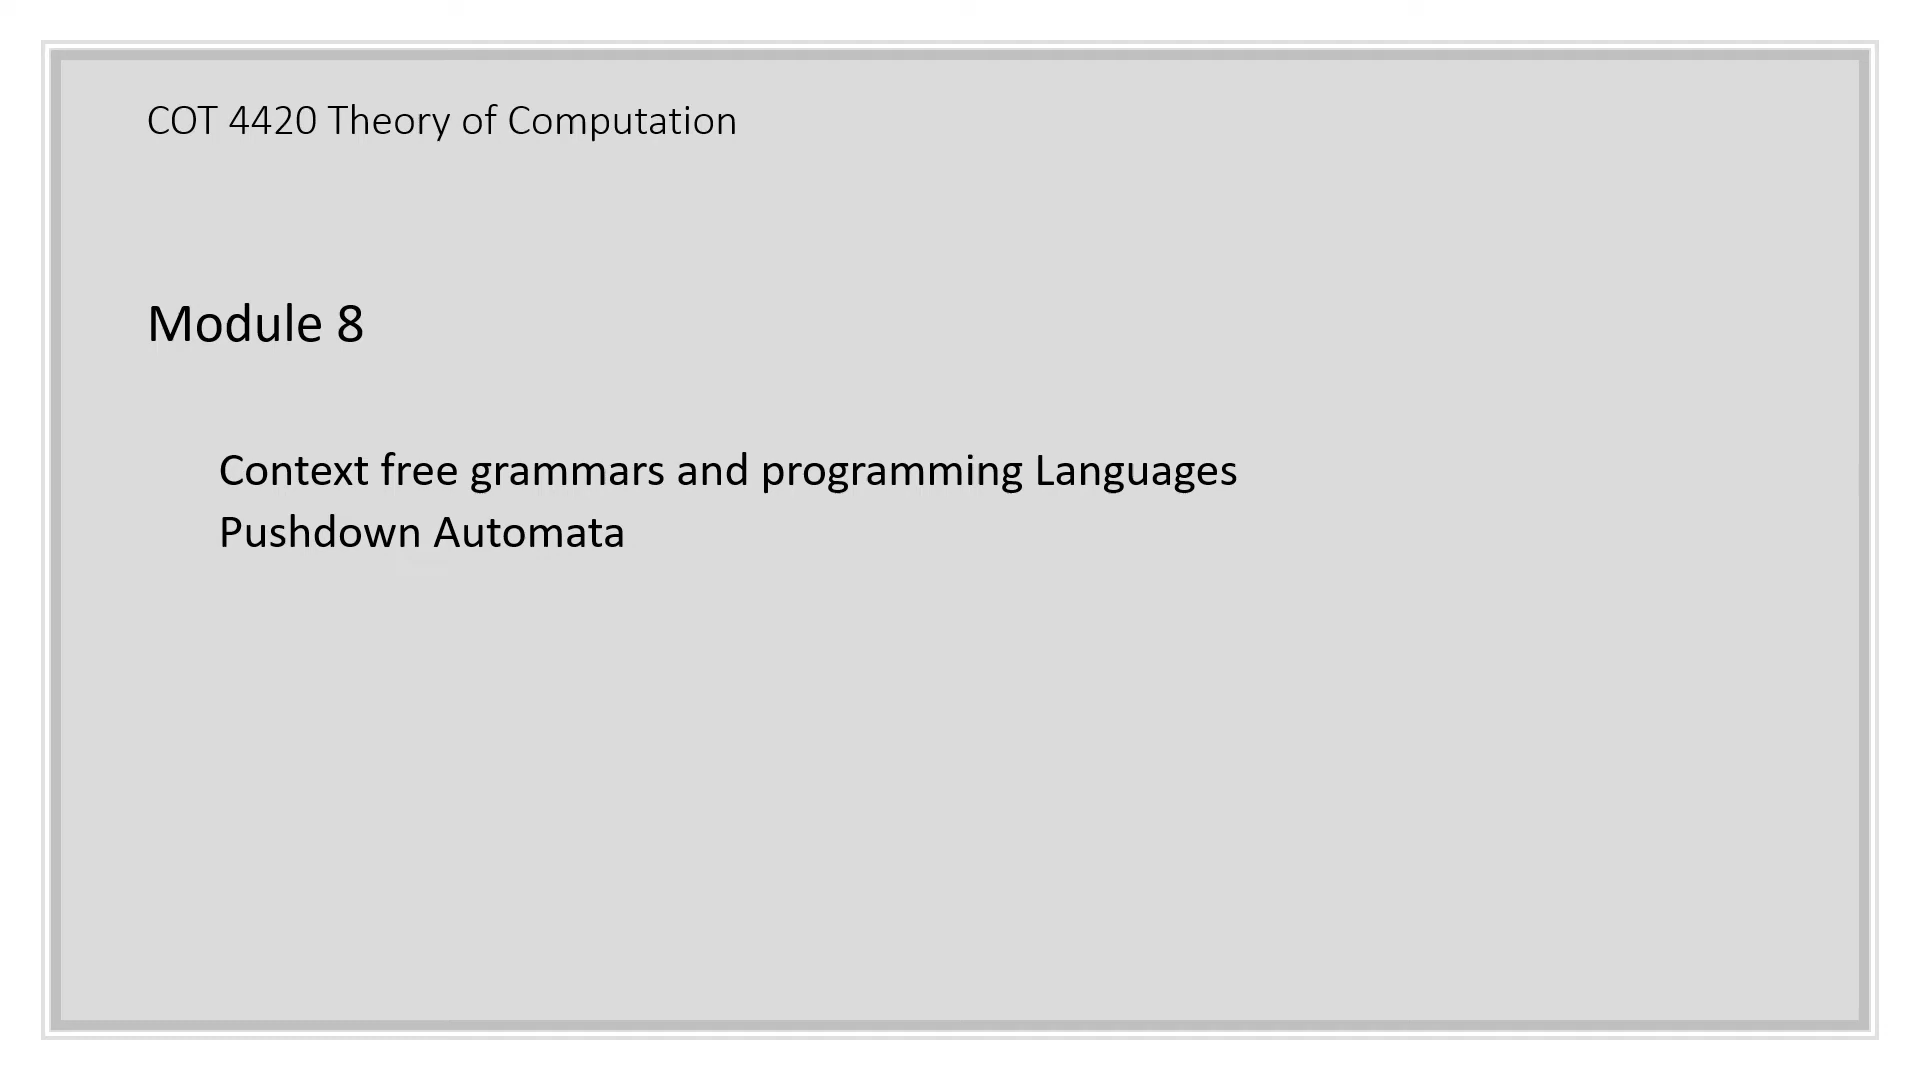 COT 4420 Theory of Computation
Module 8
Context free grammars and programming Languages
Pushdown Automata